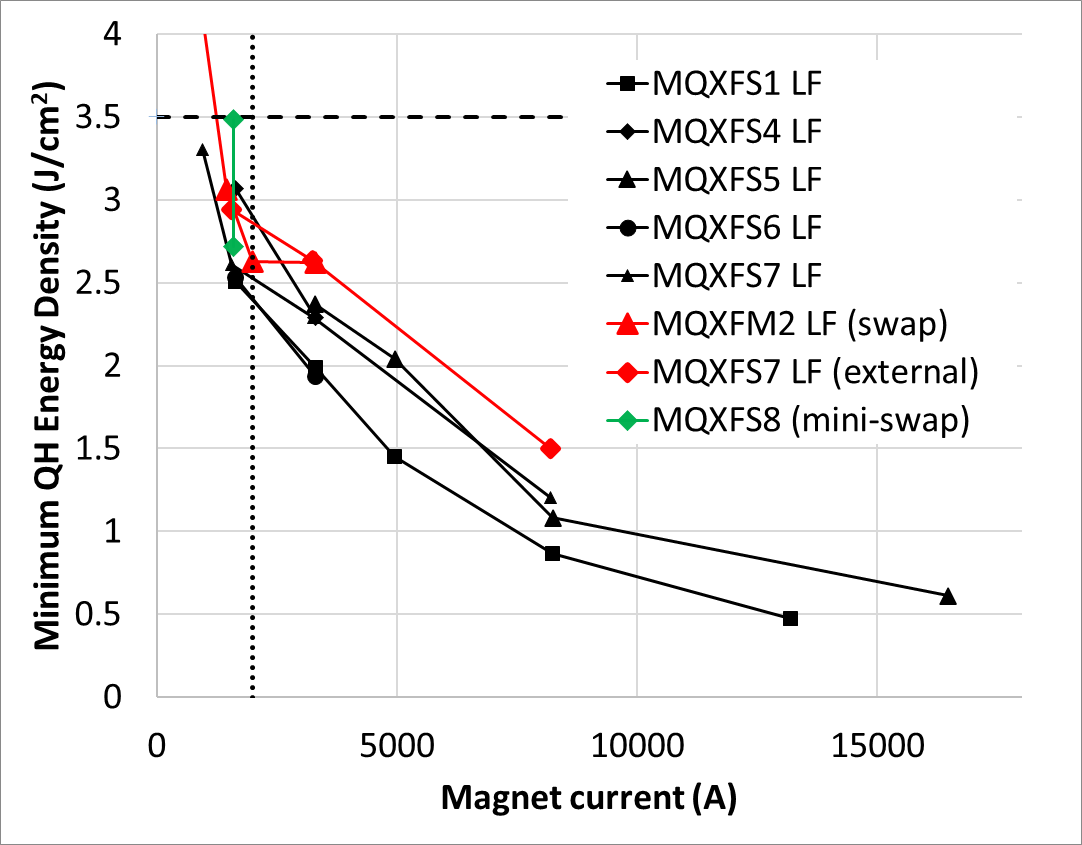 Minimum QH Energy Density (J/cm²)
4
3.5
3
2.5
2
1.5
1
0.5
0
MQXFS1 LF
MQXFS4 LF
MQXFS5 LF
MQXFS6 LF
MQXFS7 LF
MQXFM2 LF (swap)
MQXFS7 LF (external)
MQXFS8 (mini-swap)
0 5000 10000 15000
Magnet current (A)